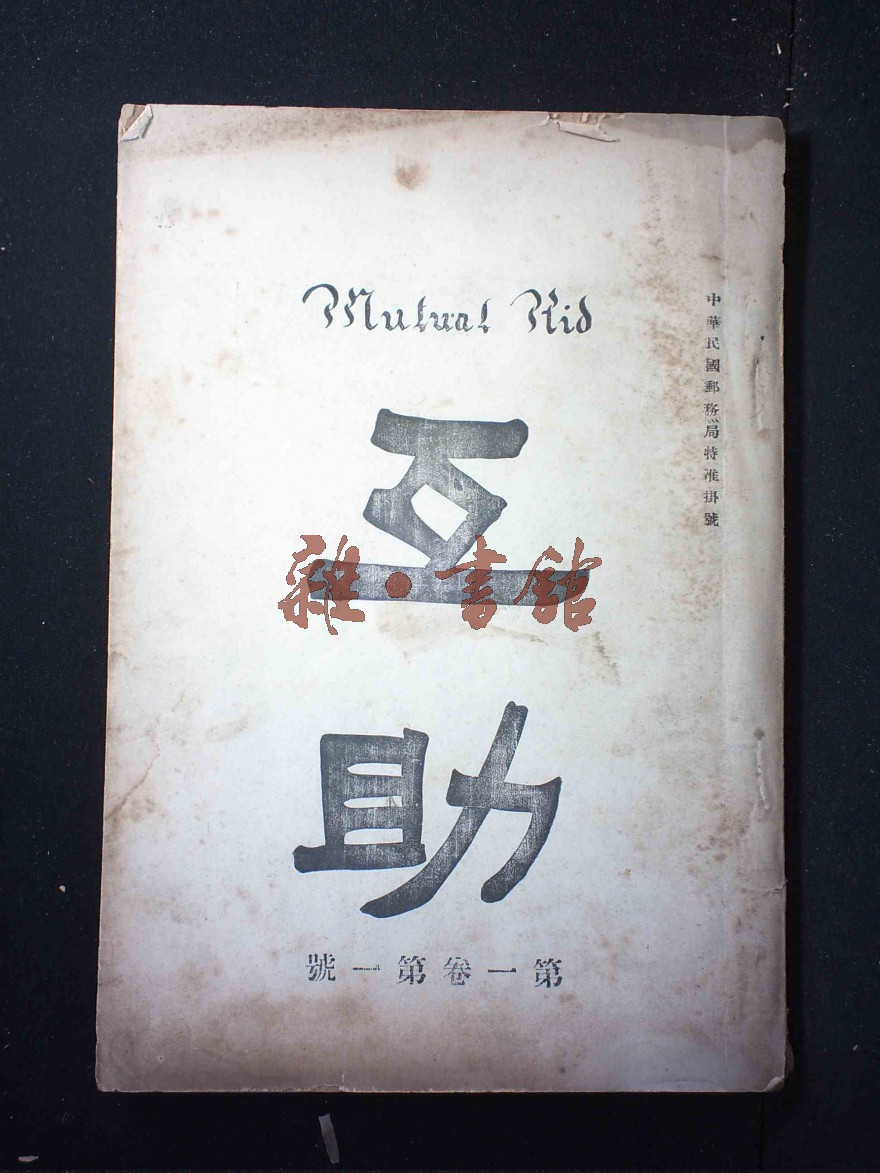 Mutual Aid
中華民國郵務局特准掛號
互助
雜·書館
第一卷第一號